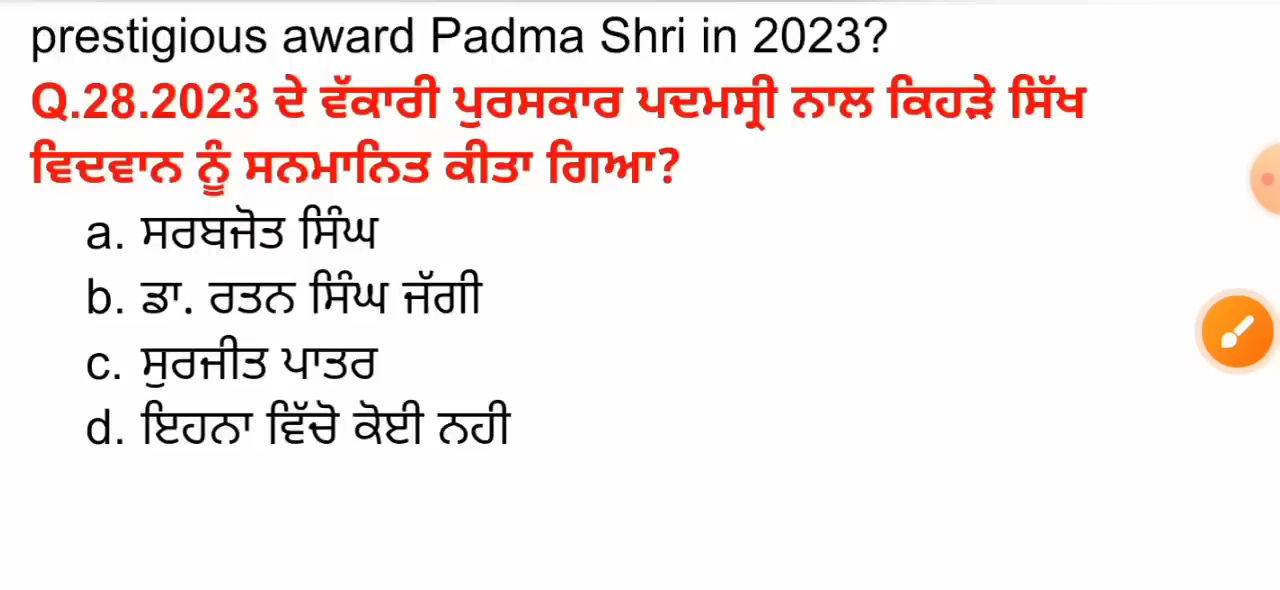 prestigious award Padma Shri in 2023?
Q.28.2023 ਦੇ ਵੱਕਾਰੀ ਪੁਰਸਕਾਰ ਪਦਮਸ੍ਰੀ ਨਾਲ ਕਿਹੜੇ ਸਿੱਖ
ਵਿਦਵਾਨ ਨੂੰ ਸਨਮਾਨਿਤ ਕੀਤਾ ਗਿਆ?
a. ਸਰਬਜੋਤ ਸਿੰਘ
b. ਡਾ. ਰਤਨ ਸਿੰਘ ਜੱਗੀ
c. ਸੁਰਜੀਤ ਪਾਤਰ
d. ਇਹਨਾ ਵਿੱਚੋ ਕੋਈ ਨਹੀ